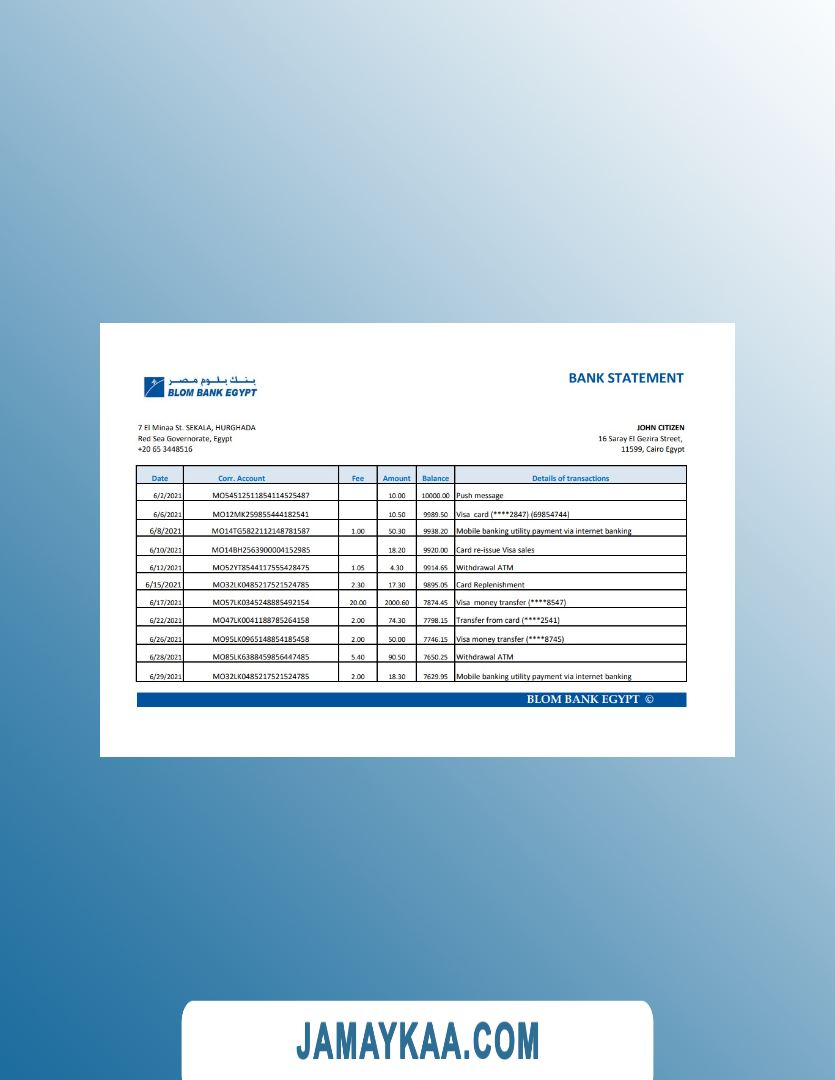 بنك بلوم مصر
BLOM BANK EGYPT
BANK STATEMENT
7 El Minaa St. SEKALA, HURGHADA
Red Sea Governorate, Egypt
+20 65 3448516
JOHN CITIZEN
16 Saray El Gezira Street,
11599, Cairo Egypt
Date Corr. Account Fee Amount Balance Details of transactions
6/2/2021 MO54512511854114525487 10.00 10000.00 Push message
6/6/2021 MO12MK259855444182541 10.50 9989.50 Visa card (****2847) (69854744)
6/8/2021 MO14TG5822112148781587 1.00 50.30 9938.20 Mobile banking utility payment via internet banking
6/10/2021 MO14BH2563900004152985 18.20 9920.00 Card re-issue Visa sales
6/12/2021 MO52YT8544117555428475 1.05 4.30 9914.65 Withdrawal ATM
6/15/2021 MO32LK0485217521524785 2.30 17.30 9895.05 Card Replenishment
6/17/2021 MO57LK0345248885492154 20.00 2000.60 7874.45 Visa money transfer (****8547)
6/22/2021 MO47LK0041188785264158 2.00 74.30 7798.15 Transfer from card (****2541)
6/26/2021 MO95LK0965148854185458 2.00 50.00 7746.15 Visa money transfer (****8745)
6/28/2021 MO85LK6388459856447485 5.40 90.50 7650.25 Withdrawal ATM
6/29/2021 MO32LK0485217521524785 2.00 18.30 7629.95 Mobile banking utility payment via internet banking
BLOM BANK EGYPT ©
JAMAYKAA.COM